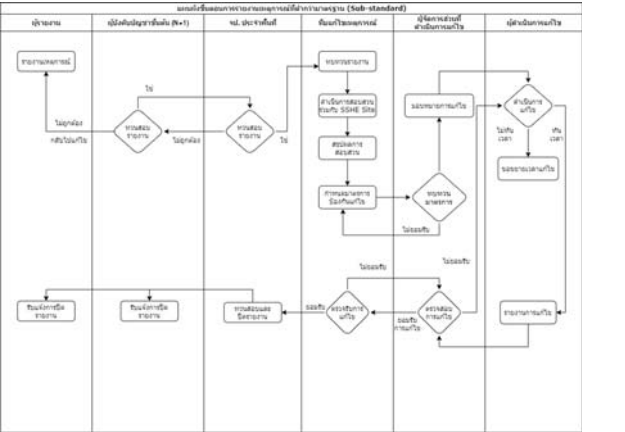 แผนผังขั้นตอนการรายงานเหตุการณ์ที่ต่ำกว่ามาตรฐาน (Sub-standard)
ผู้รายงาน
ผู้บังคับบัญชาชั้นต้น (N+1)
จป. ประจำพื้นที่
ทีมแก้ไขเหตุการณ์
ผู้จัดการส่วนที่
ดำเนินการแก้ไข
ผู้ดำเนินการแก้ไข
รายงานเหตุการณ์
ทบทวนรายงาน
ใช่
ดำเนินการสอบสวน
ร่วมกับ SSHE Site
มอบหมายการแก้ไข
ดำเนินการ
แก้ไข
ไม่ถูกต้อง
กลับไปแก้ไข
ทวนสอบ
รายงาน
ไม่ถูกต้อง
ทวนสอบ
รายงาน
ใช่
สรุปผลการ
สอบสวน
ไม่ทัน
เวลา
ทัน
เวลา
ขอขยายเวลาแก้ไข
กำหนดมาตรการ
ป้องกันแก้ไข
ทบทวน
มาตรการ
ไม่ยอมรับ
ไม่ยอมรับ
ไม่ยอมรับ
รับแจ้งการปิด
รายงาน
รับแจ้งการปิด
รายงาน
ทวนสอบและ
ปิดรายงาน
ยอมรับ
ตรวจรับการ
แก้ไข
ยอมรับ
การแก้ไข
ตรวจสอบ
การแก้ไข
รายงานการแก้ไข